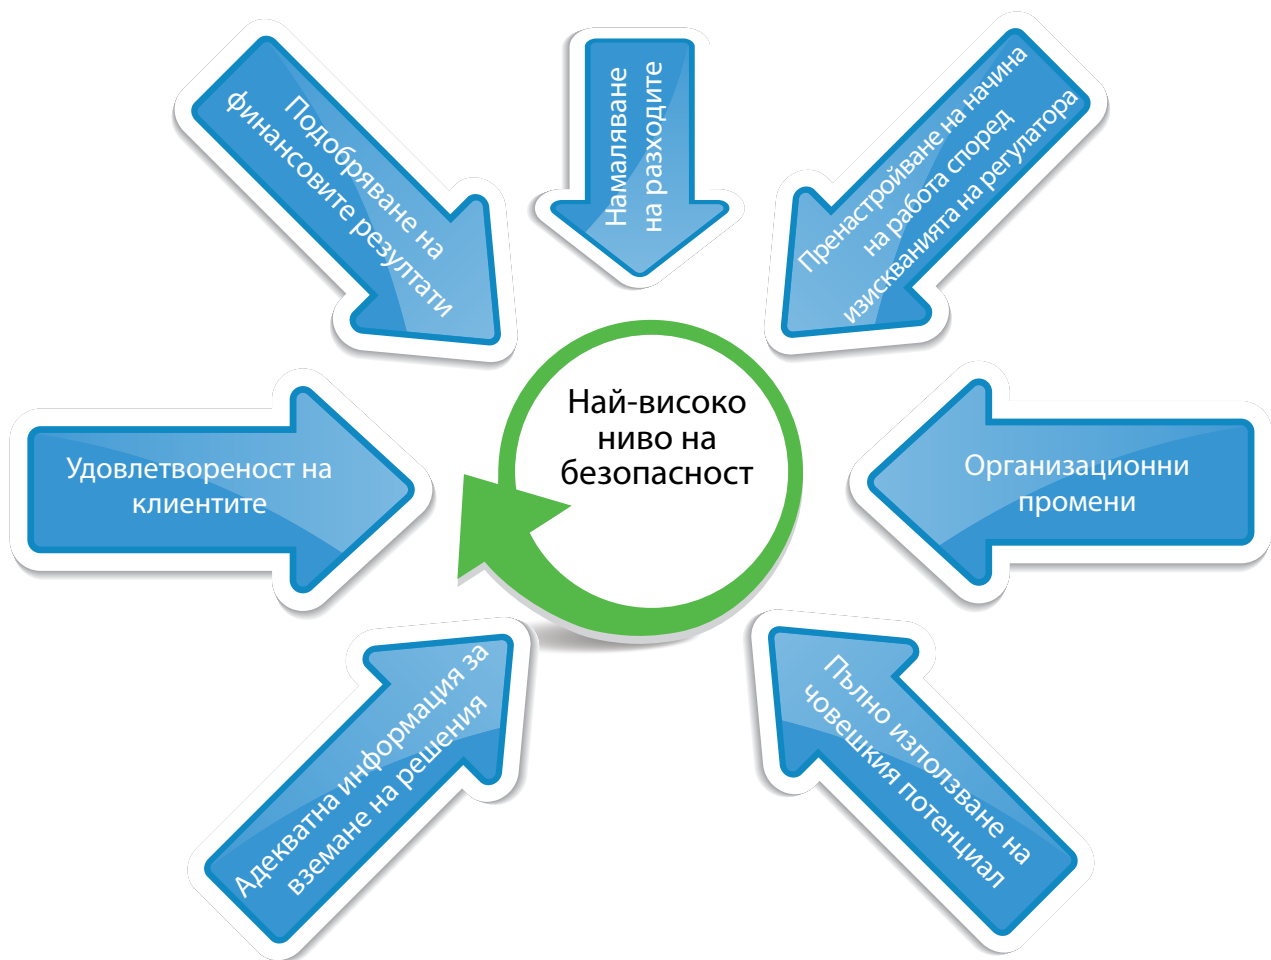 Подобряване на
финансовите резултати
Намаляване
на разходите
Пренастройване на начина
на работа според
изискванията на регулатора
Най-високо
ниво на
безопасност
Удовлетвореност на
клиентите
Организационни
промени
Адекватна информация за
вземане на решения
Пълно използване на
човешкия потенциал